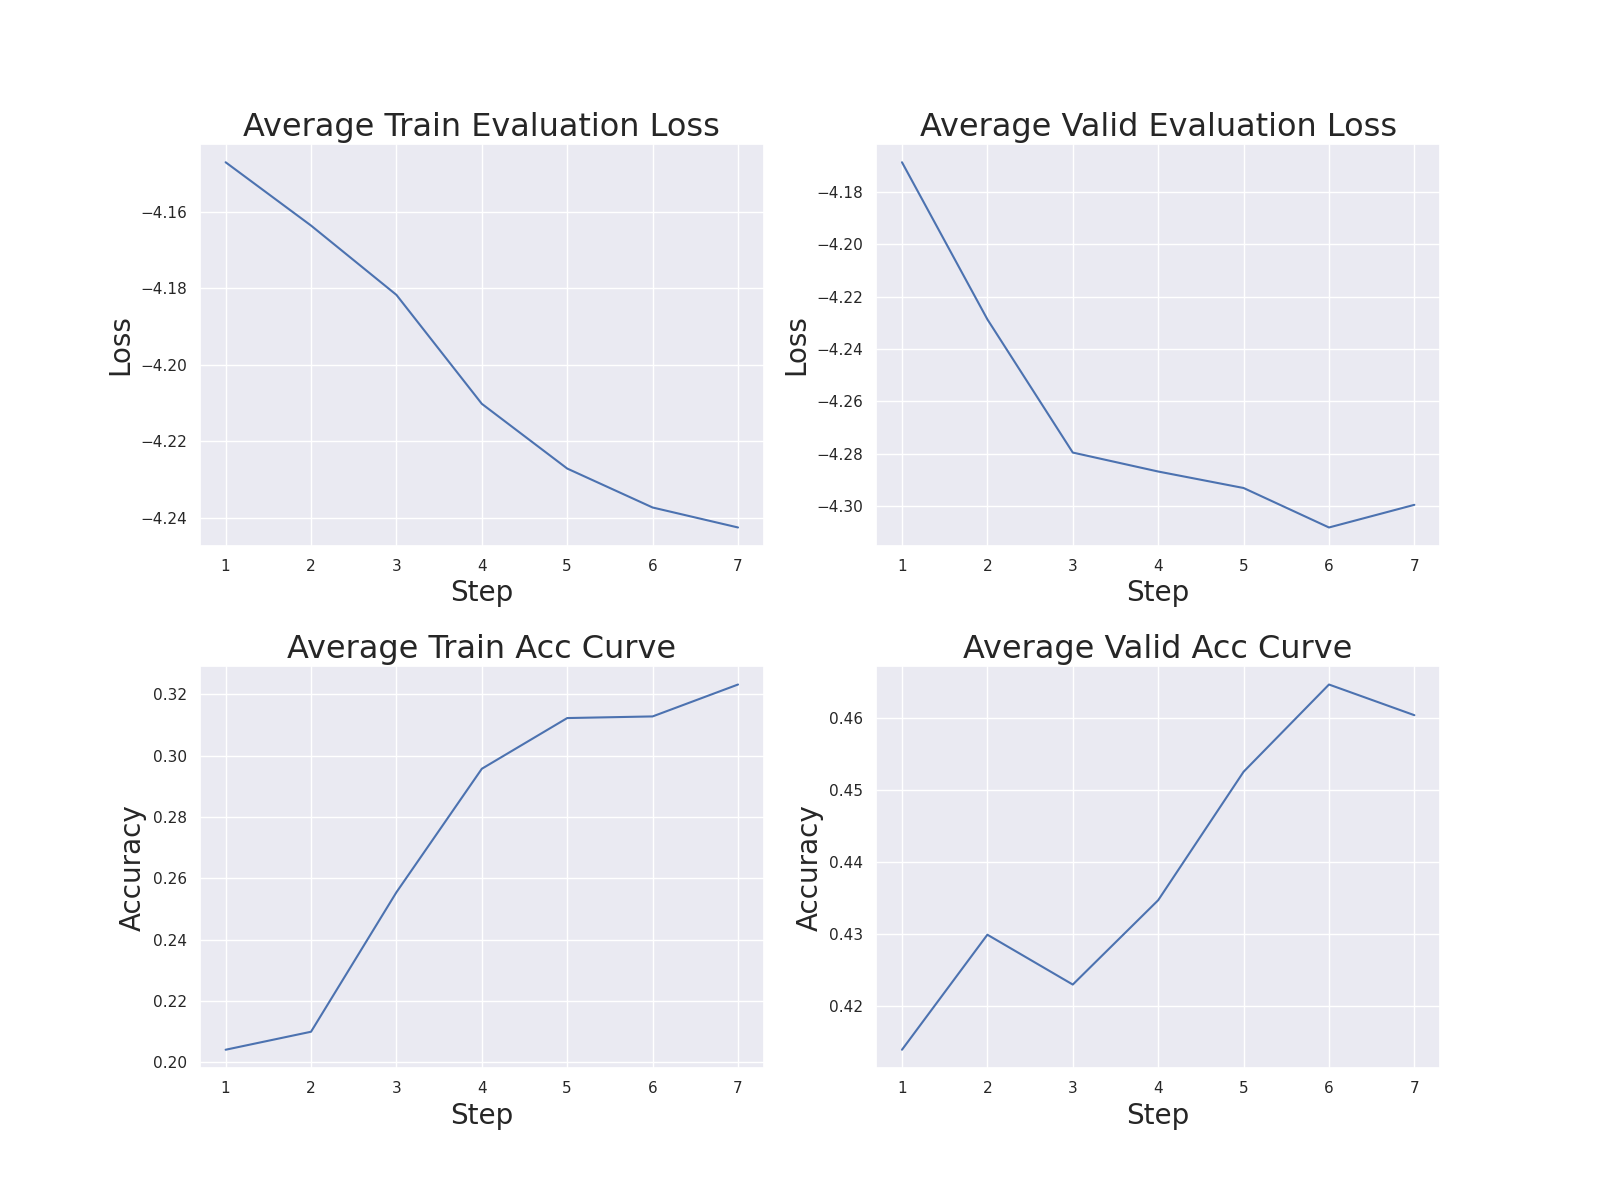 Average Train Evaluation Loss
−4.16
−4.18
−4.20
−4.22
−4.24
Loss
1 2 3 4 5 6 7
Step
Average Valid Evaluation Loss
−4.18
−4.20
−4.22
−4.24
−4.26
−4.28
−4.30
Loss
1 2 3 4 5 6 7
Step
Average Train Acc Curve
0.32
0.30
0.28
0.26
0.24
0.22
0.20
Accuracy
1 2 3 4 5 6 7
Step
Average Valid Acc Curve
0.46
0.45
0.44
0.43
0.42
Accuracy
1 2 3 4 5 6 7
Step